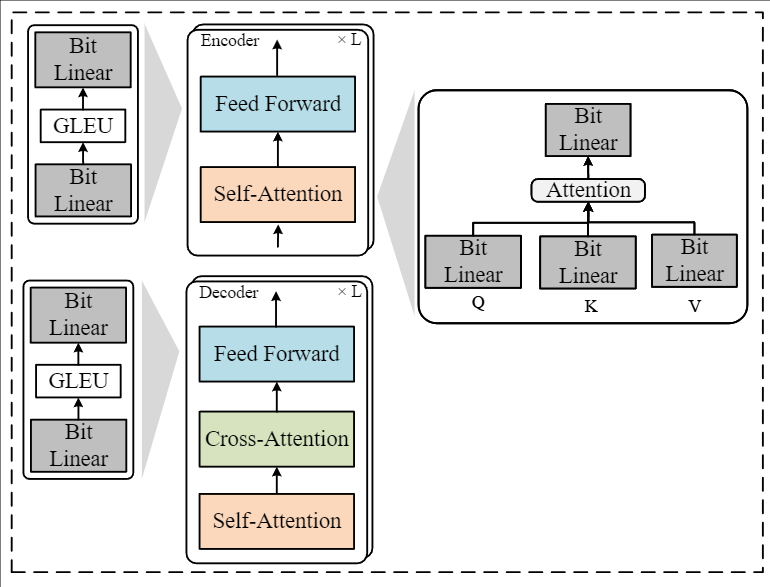 Bit
Linear
GLEU
Bit
Linear
Encoder
× L
Feed Forward
Self-Attention
Bit
Linear
Attention
Bit
Linear
Bit
Linear
Bit
Linear
Q
K
V
Bit
Linear
GLEU
Bit
Linear
Decoder
× L
Feed Forward
Cross-Attention
Self-Attention